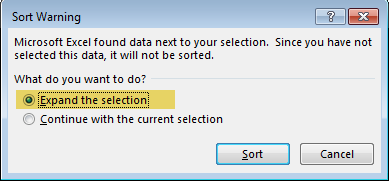 Sort Warning
Microsoft Excel found data next to your selection.  Since you have not
selected this data, it will not be sorted.
What do you want to do?
Expand the selection
Continue with the current selection
Sort
Cancel